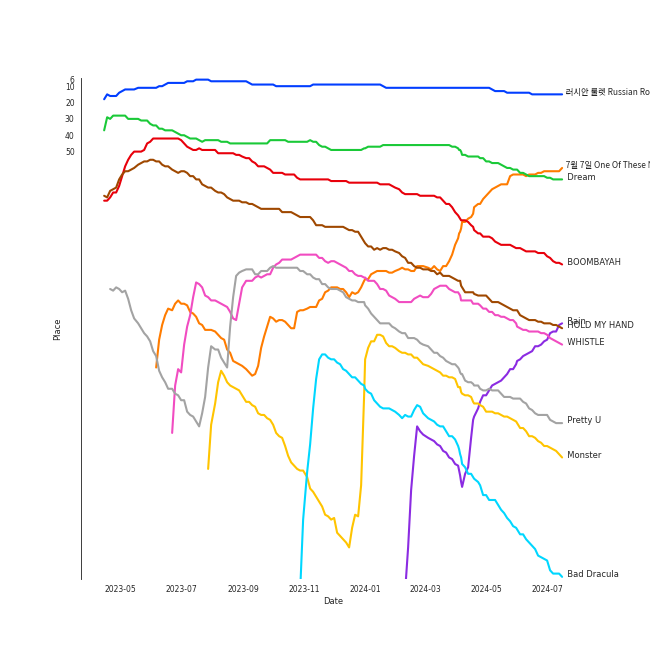 6
10
20
30
40
50
Place
러시안 룰렛 Russian Ro
7월 7일 One Of These
Dream
BOOMBAYAH
Rain
HOLD MY HAND
WHISTLE
Pretty U
Monster
Bad Dracula
2023-05 2023-07 2023-09 2023-11 2024-01 2024-03 2024-05 2024-07
Date